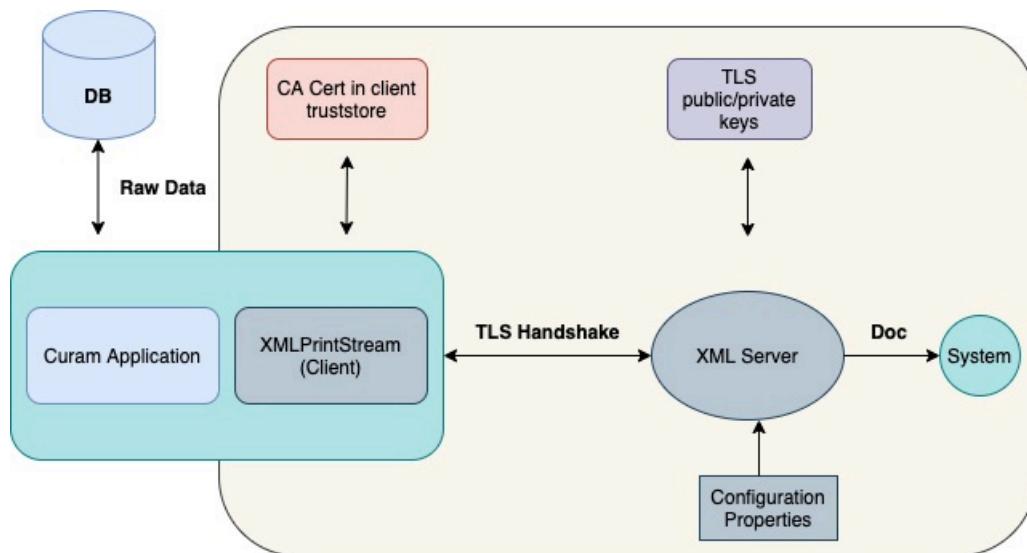 DB
CA Cert in client
truststore
TLS
public/private
keys
Raw Data
Curam Application
XMLPrintStream
(Client)
TLS Handshake
XML Server
Doc
System
Configuration
Properties